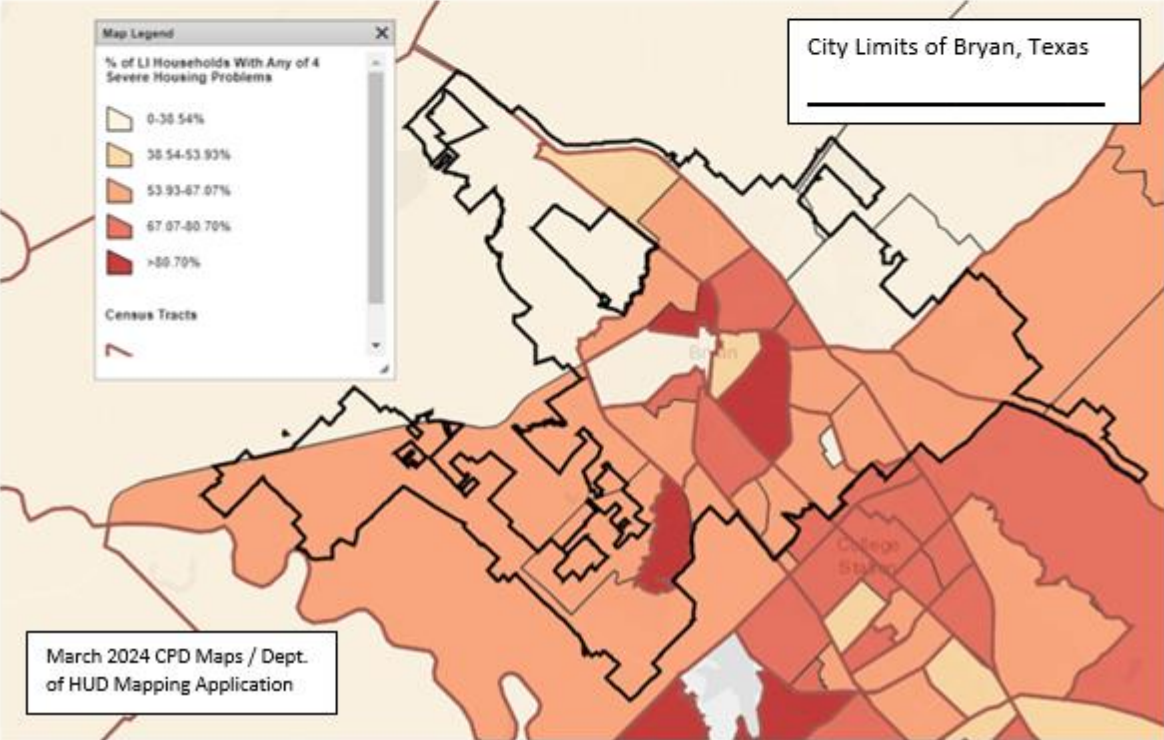 Map Legend
% of LI Households With Any of 4
Severe Housing Problems
0-38.54%
38.54-53.93%
53.93-67.07%
67.07-80.70%
>80.70%
Census Tracts
City Limits of Bryan, Texas
Bryan
College
Station
March 2024 CPD Maps / Dept.
of HUD Mapping Application